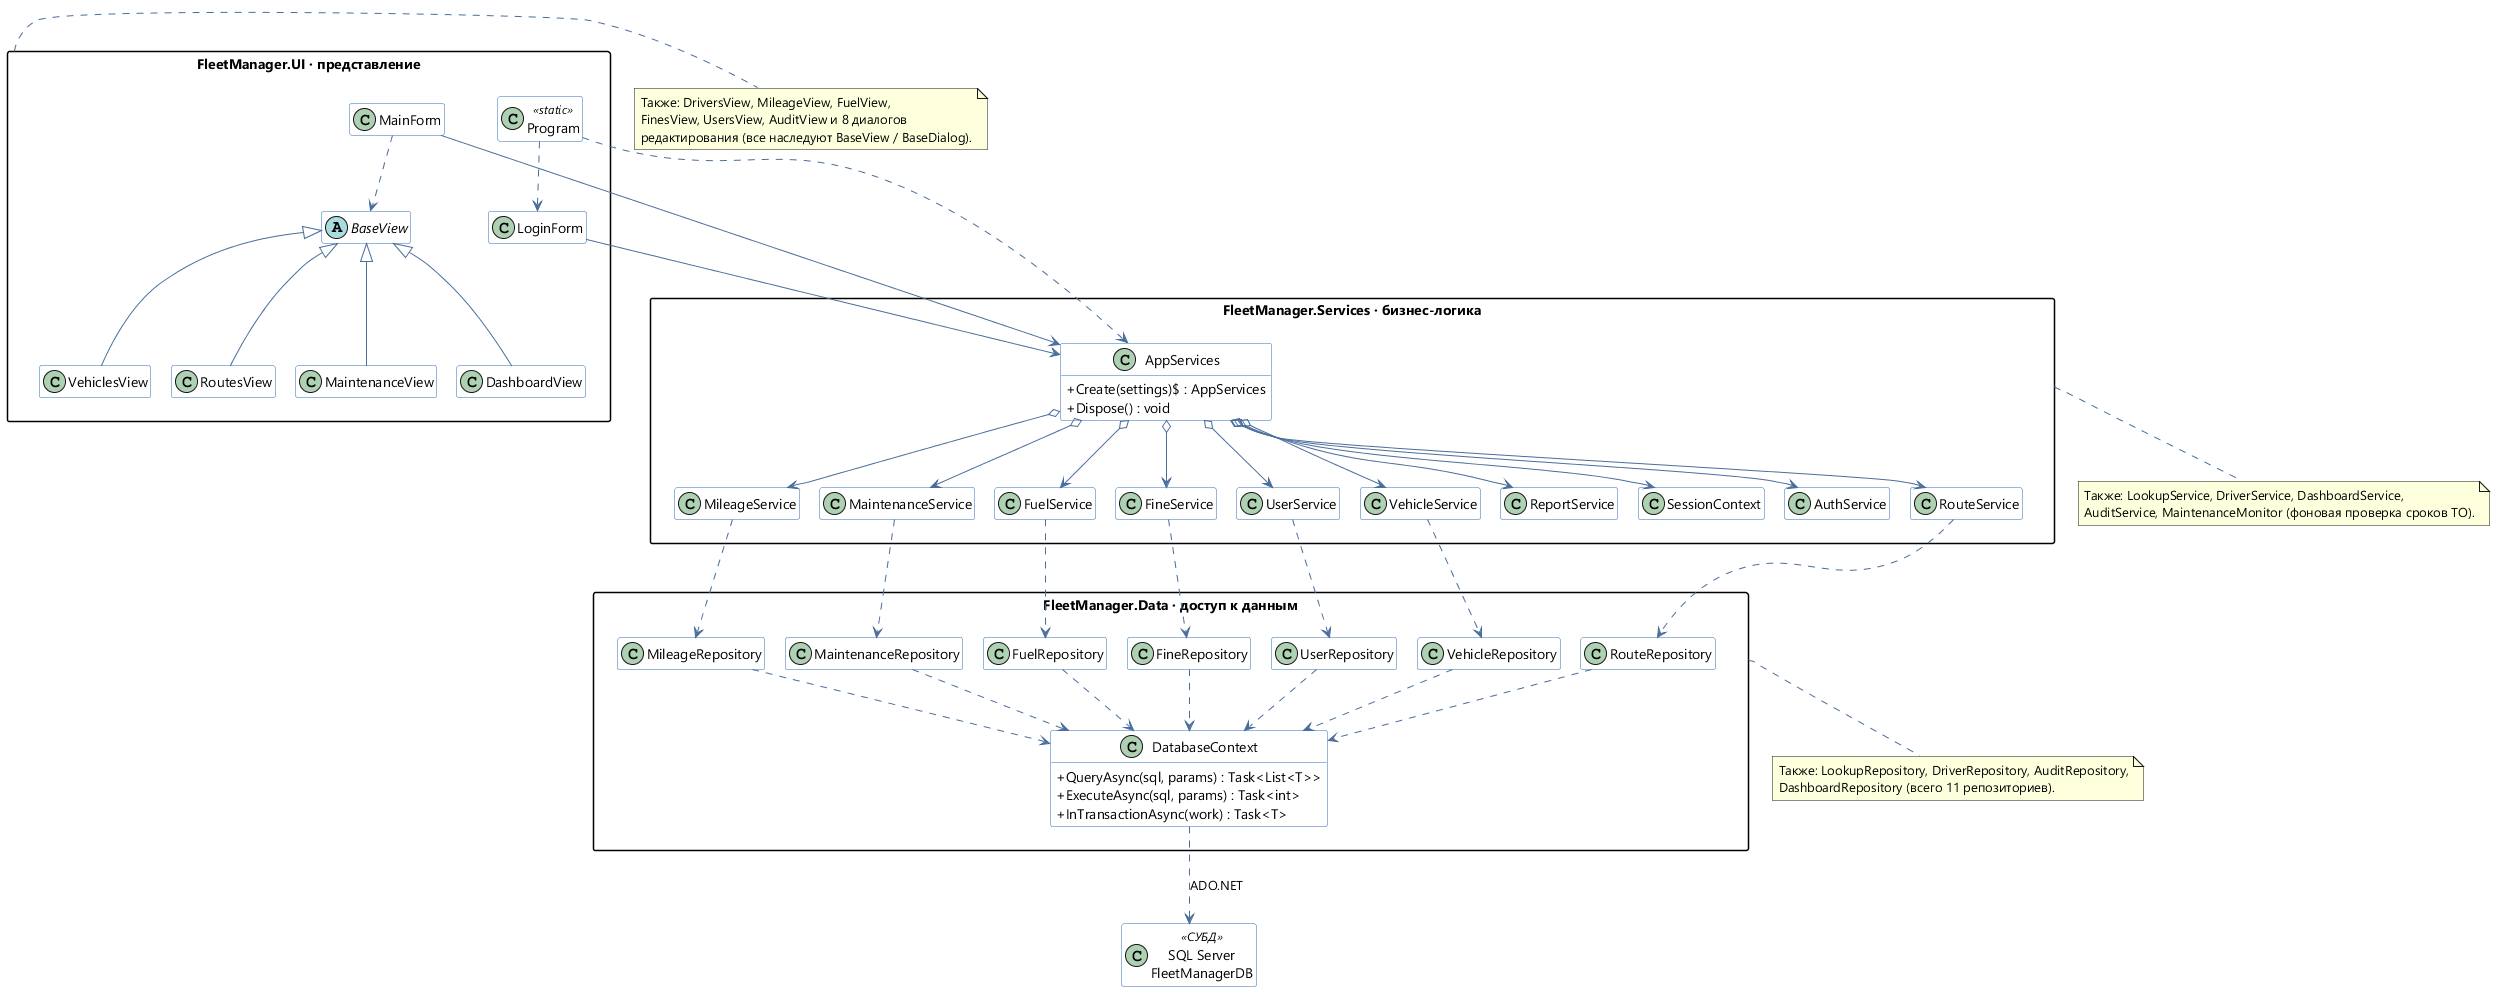 FleetManager.UI · представление
C MainForm
«static»
C Program
Также: DriversView, MileageView, FuelView,
FinesView, UsersView, AuditView и 8 диалогов
редактирования (все наследуют BaseView / BaseDialog).
A BaseView
C LoginForm
C VehiclesView
C RoutesView
C MaintenanceView
C DashboardView
FleetManager.Services · бизнес-логика
C AppServices
+Create(settings)$ : AppServices
+Dispose() : void
C MileageService
C MaintenanceService
C FuelService
C FineService
C UserService
C VehicleService
C ReportService
C SessionContext
C AuthService
C RouteService
Также: LookupService, DriverService, DashboardService,
AuditService, MaintenanceMonitor (фоновая проверка сроков ТО).
FleetManager.Data · доступ к данным
C MileageRepository
C MaintenanceRepository
C FuelRepository
C FineRepository
C UserRepository
C VehicleRepository
C RouteRepository
C DatabaseContext
+QueryAsync(sql, params) : Task<List<T>>
+ExecuteAsync(sql, params) : Task<int>
+InTransactionAsync(work) : Task<T>
Также: LookupRepository, DriverRepository, AuditRepository,
DashboardRepository (всего 11 репозиториев).
ADO.NET
«СУБД»
C SQL Server
FleetManagerDB